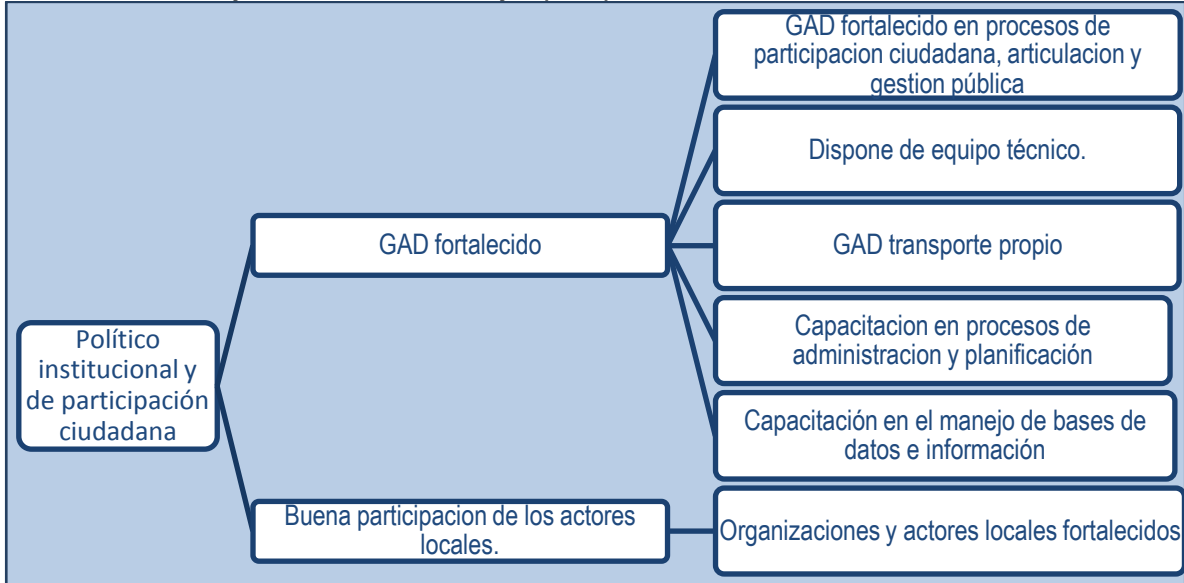 GAD fortalecido en procesos de
participacion ciudadana, articulacion y
gestion pública
Dispone de equipo técnico.
GAD fortalecido
GAD transporte propio
Político
institucional y
de participación
ciudadana
Capacitacion en procesos de
administracion y planificación
Capacitación en el manejo de bases de
datos e información
Buena participacion de los actores
locales.
Organizaciones y actores locales fortalecidos